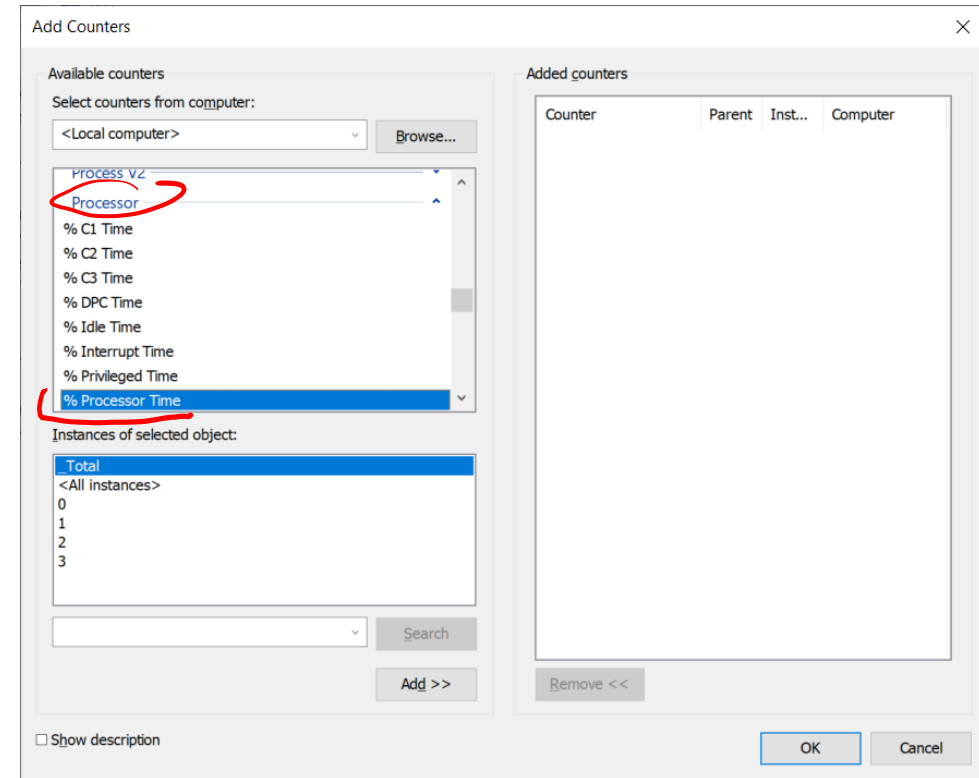 Add Counters
Available counters
Select counters from computer:
<Local computer>
Browse...
Process V2
Processor
% C1 Time
% C2 Time
% C3 Time
% DPC Time
% Idle Time
% Interrupt Time
% Privileged Time
% Processor Time
Instances of selected object:
_Total
<All instances>
0
1
2
3
Search
Add >>
Show description
Added counters
Counter Parent Inst... Computer
Remove <<
OK Cancel